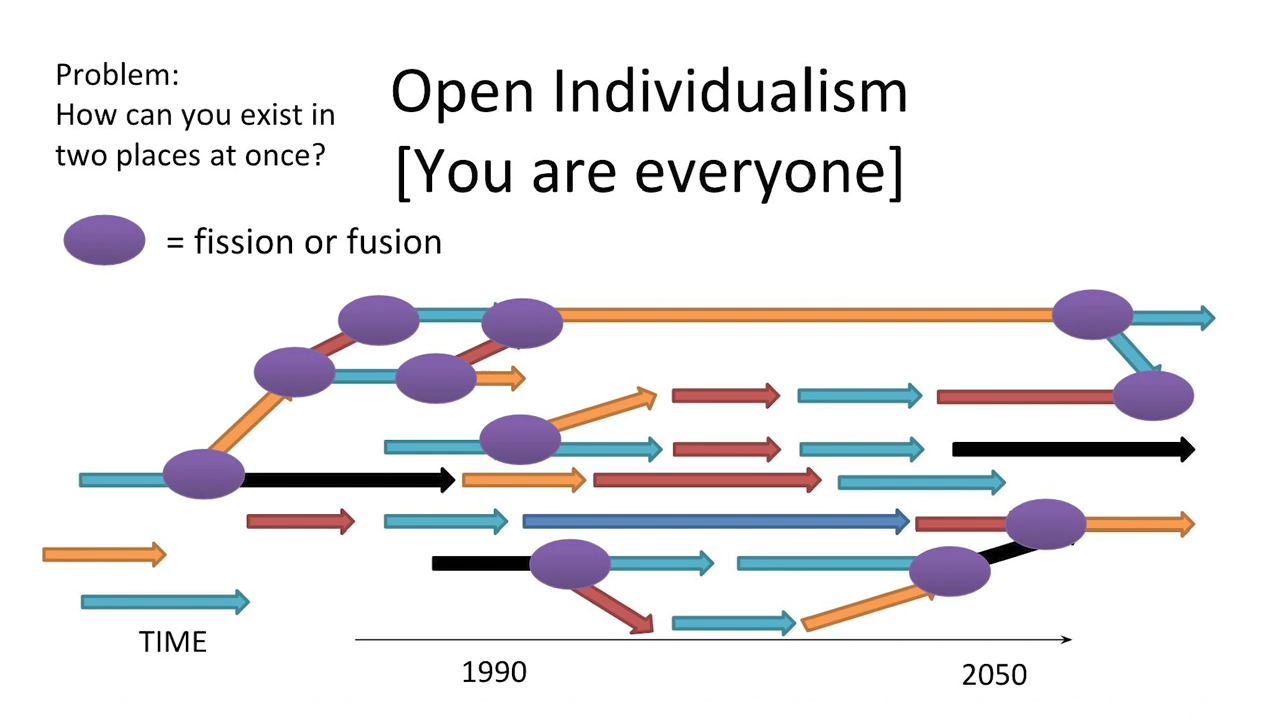 Problem:
How can you exist in
two places at once?
Open Individualism
[You are everyone]
= fission or fusion
TIME
1990
2050